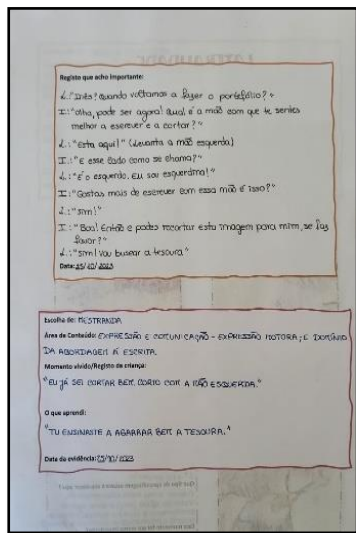 Registo que acho importante:
L: "Inês? Quando voltamos a fazer o portefólio?"
I: "Olha, pode ser agora! Qual é a mão com que te sentes
melhor a escrever e a cortar?"
L: "Esta aqui!" (Levanta a mão esquerda)
I: "E esse lado como se chama?"
L: "É o esquerdo. Eu sou esquerdino!"
I: "Gostas mais de escrever com essa mão é isso?"
L: "Sim!"
I: "Boa! Então e podes recortar esta imagem para mim, se faz
favor?"
L: "Sim! Vou buscar a tesoura"
Data: /10/2023
Escolha de: MESTRANDA
Área de Conteúdo: EXPRESSÃO E COMUNICAÇÃO - EXPRESSÃO MOTORA; E DOMÍNIO
DA ABORDAGEM À ESCRITA.
Momento vivido/Registo de criança:
"EU JÁ SEI CORTAR BEM. CORTO COM A MÃO ESQUERDA."
O que aprendi:
"TU ENSINASTE A AGARRAR BEM A TESOURA."
Data da evidência: /10/2023